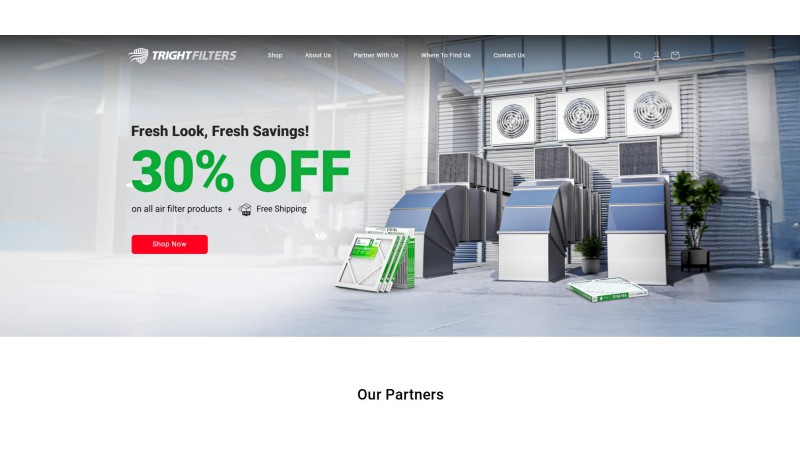 TRIGHTFILTERS
Shop
About Us
Partner With Us
Where To Find Us
Contact Us
Fresh Look, Fresh Savings!
30% OFF
on all air filter products + Free Shipping
Shop Now
Our Partners